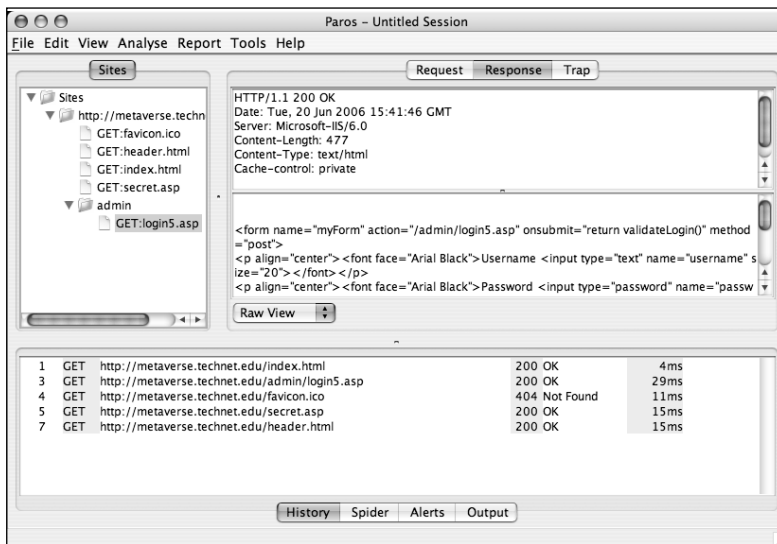 Paros – Untitled Session
File Edit View Analyse Report Tools Help
Sites
Sites
http://metaverse.techn
GET:favicon.ico
GET:header.html
GET:index.html
GET:secret.asp
admin
GET:login5.asp
Request Response Trap
HTTP/1.1 200 OK
Date: Tue, 20 Jun 2006 15:41:46 GMT
Server: Microsoft-IIS/6.0
Content-Length: 477
Content-Type: text/html
Cache-control: private
<form name="myForm" action="/admin/login5.asp" onsubmit="return validateLogin()" method
="post">
<p align="center"><font face="Arial Black">Username <input type="text" name="username" s
ize="20"></font></p>
<p align="center"><font face="Arial Black">Password <input type="password" name="passw
Raw View
1 GET http://metaverse.technet.edu/index.html 200 OK 4ms
3 GET http://metaverse.technet.edu/admin/login5.asp 200 OK 29ms
4 GET http://metaverse.technet.edu/favicon.ico 404 Not Found 11ms
5 GET http://metaverse.technet.edu/secret.asp 200 OK 15ms
7 GET http://metaverse.technet.edu/header.html 200 OK 15ms
History Spider Alerts Output